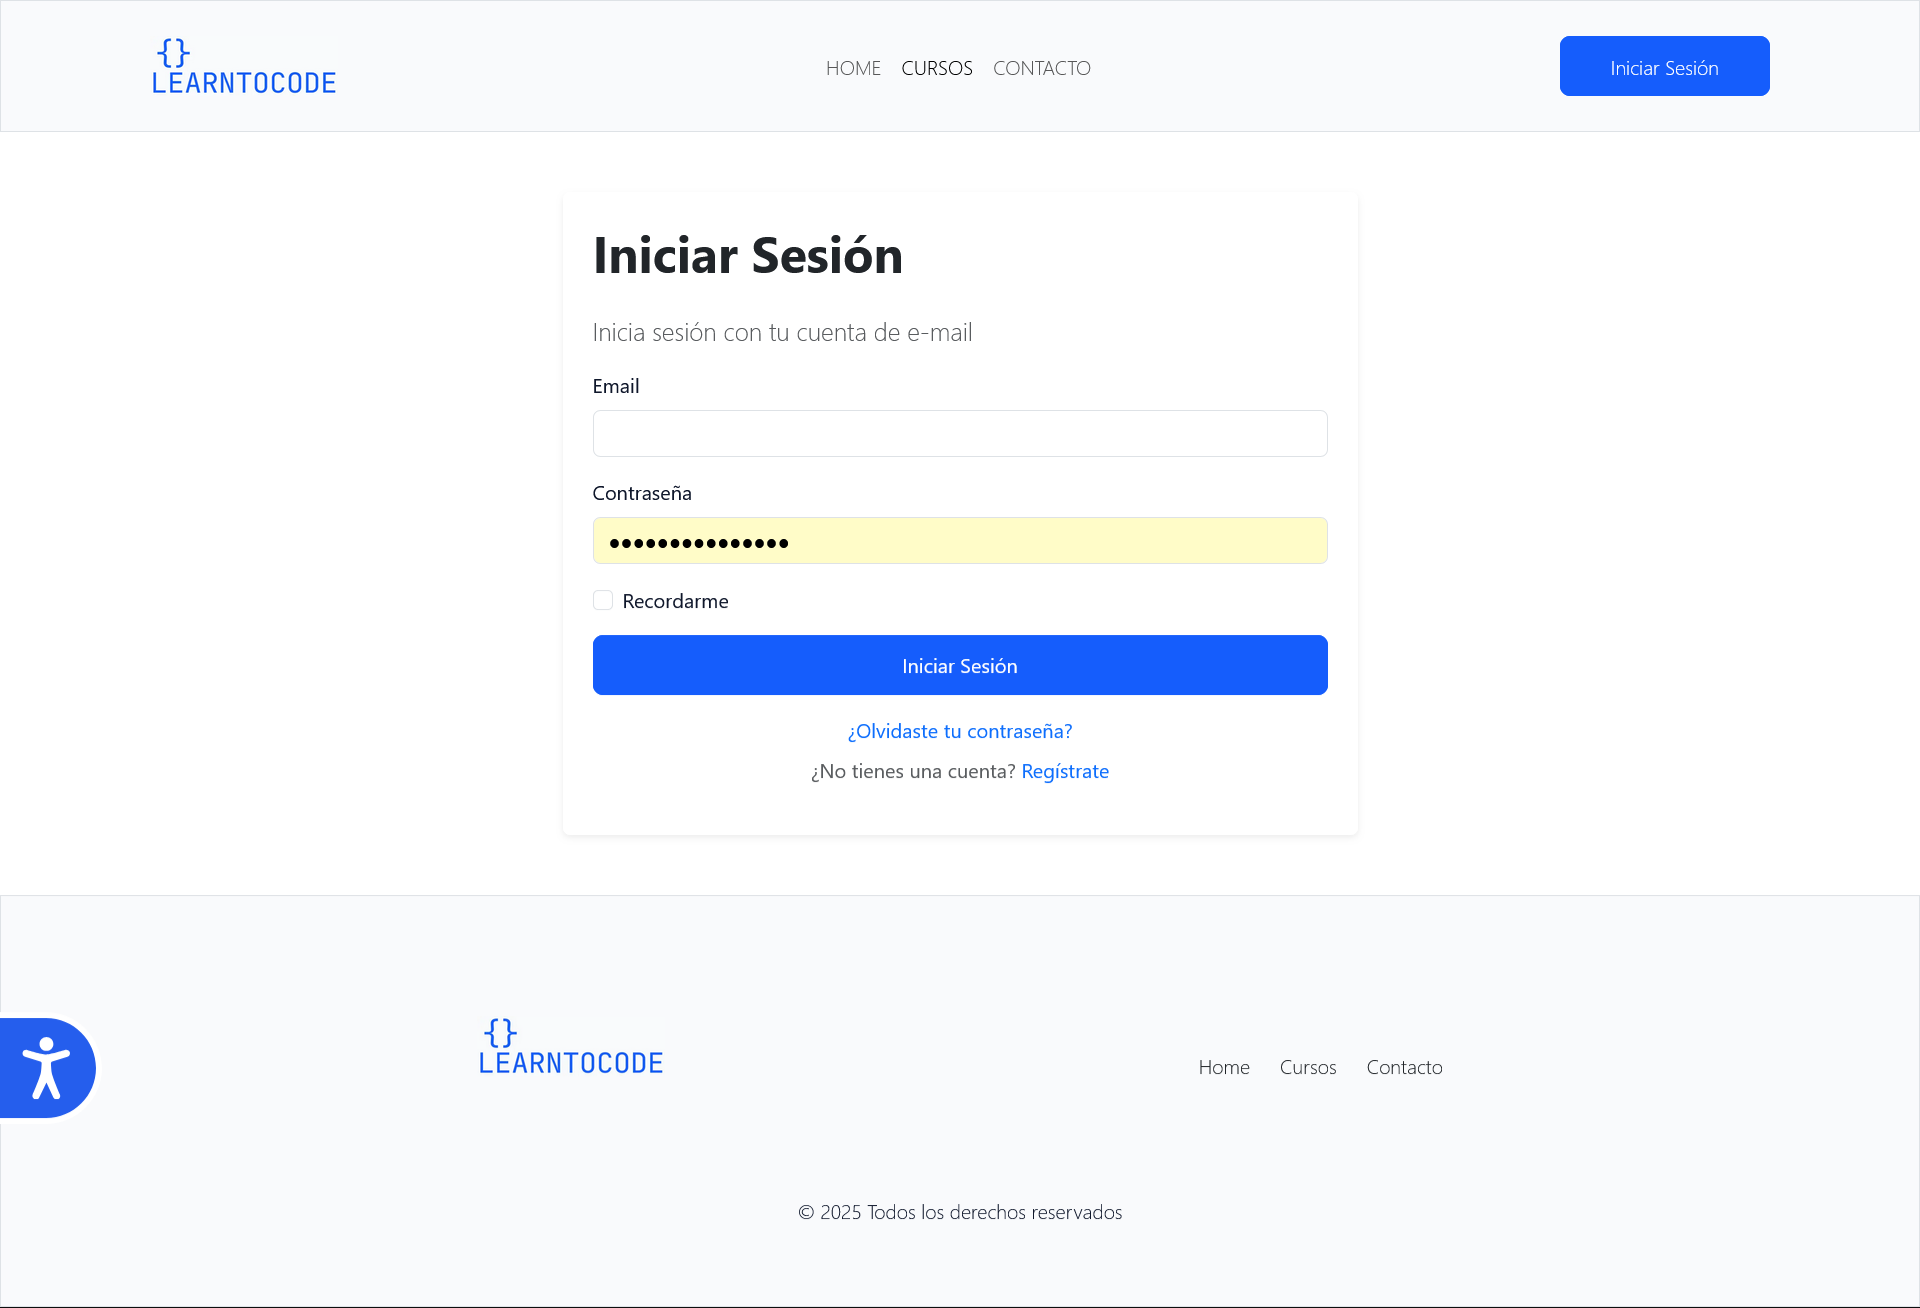 {}
LEARNTOCODE
HOME CURSOS CONTACTO
Iniciar Sesión
Iniciar Sesión
Inicia sesión con tu cuenta de e-mail
Email
Contraseña
•••••••••••••••
Recordarme
Iniciar Sesión
¿Olvidaste tu contraseña?
¿No tienes una cuenta? Regístrate
{}
LEARNTOCODE
Home Cursos Contacto
© 2025 Todos los derechos reservados